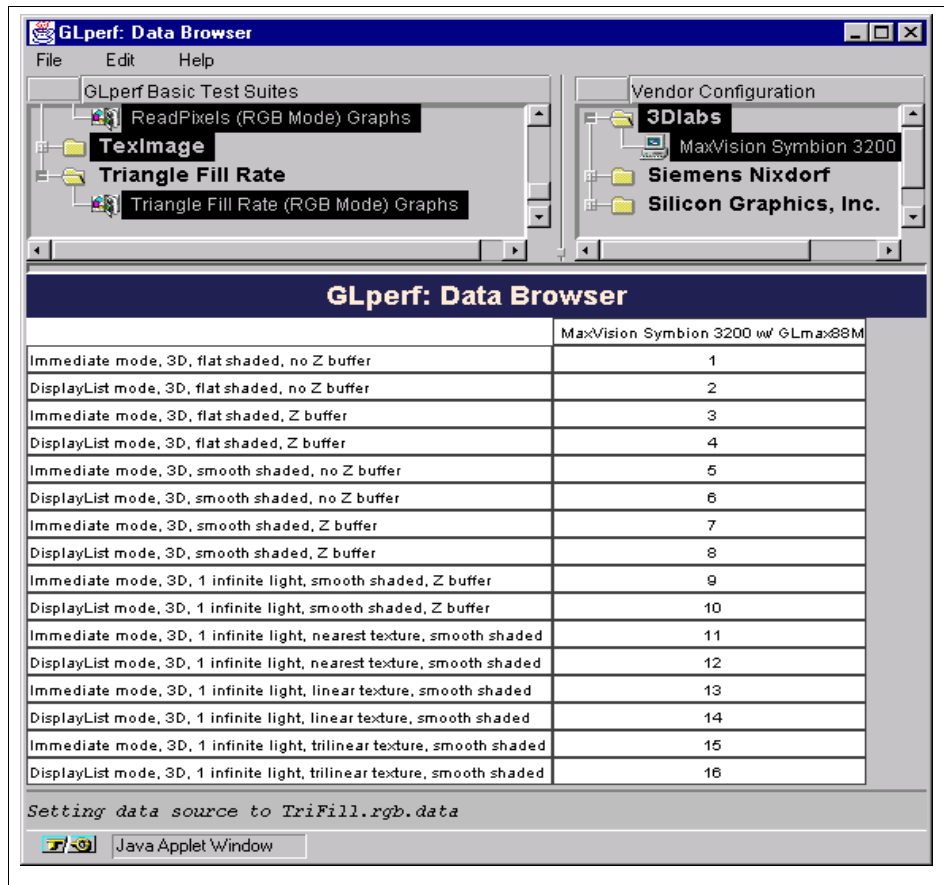 GLperf: Data Browser
File Edit Help
GLperf Basic Test Suites
ReadPixels (RGB Mode) Graphs
TexImage
Triangle Fill Rate
Triangle Fill Rate (RGB Mode) Graphs
Vendor Configuration
3Dlabs
MaxVision Symbion 3200
Siemens Nixdorf
Silicon Graphics, Inc.
GLperf: Data Browser
MaxVision Symbion 3200 w/ GLmax88M
Immediate mode, 3D, flat shaded, no Z buffer 1
DisplayList mode, 3D, flat shaded, no Z buffer 2
Immediate mode, 3D, flat shaded, Z buffer 3
DisplayList mode, 3D, flat shaded, Z buffer 4
Immediate mode, 3D, smooth shaded, no Z buffer 5
DisplayList mode, 3D, smooth shaded, no Z buffer 6
Immediate mode, 3D, smooth shaded, Z buffer 7
DisplayList mode, 3D, smooth shaded, Z buffer 8
Immediate mode, 3D, 1 infinite light, smooth shaded, Z buffer 9
DisplayList mode, 3D, 1 infinite light, smooth shaded, Z buffer 10
Immediate mode, 3D, 1 infinite light, nearest texture, smooth shaded 11
DisplayList mode, 3D, 1 infinite light, nearest texture, smooth shaded 12
Immediate mode, 3D, 1 infinite light, linear texture, smooth shaded 13
DisplayList mode, 3D, 1 infinite light, linear texture, smooth shaded 14
Immediate mode, 3D, 1 infinite light, trilinear texture, smooth shaded 15
DisplayList mode, 3D, 1 infinite light, trilinear texture, smooth shaded 16
Setting data source to TriFill.rgb.data
Java Applet Window